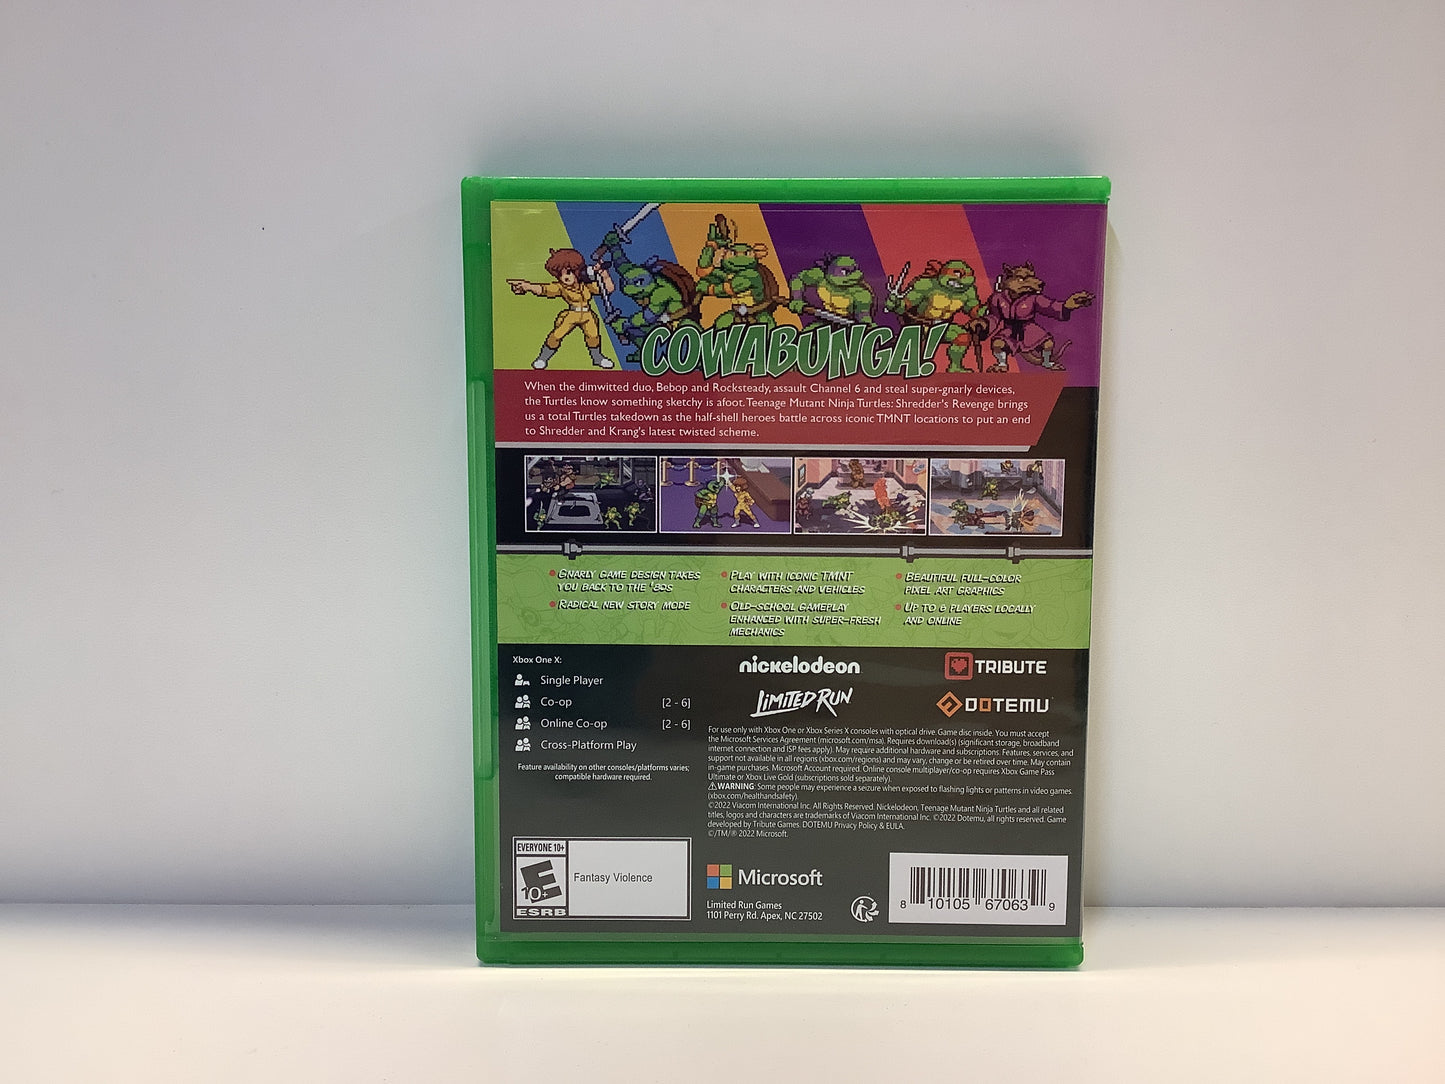 COWABUNGA!
When the dimwitted duo, Bebop and Rocksteady, assault Channel 6 and steal super-gnarly devices,
the Turtles know something sketchy is afoot. Teenage Mutant Ninja Turtles: Shredder's Revenge brings
us a total Turtles takedown as the half-shell heroes battle across iconic TMNT locations to put an end
to Shredder and Krang's latest twisted scheme.
GNARLY GAME DESIGN TAKES
YOU BACK TO THE '80S
RADICAL NEW STORY MODE
PLAY WITH ICONIC TMNT
CHARACTERS AND VEHICLES
OLD-SCHOOL GAMEPLAY
ENHANCED WITH SUPER-FRESH
MECHANICS
BEAUTIFUL FULL-COLOR
PIXEL ART GRAPHICS
UP TO 6 PLAYERS LOCALLY
AND ONLINE
Xbox One X:
Single Player
Co-op [2 - 6]
Online Co-op [2 - 6]
Cross-Platform Play
Feature availability on other consoles/platforms varies;
compatible hardware required.
nickelodeon
TRIBUTE
LIMITED RUN
DOTEMU
For use only with Xbox One or Xbox Series X consoles with optical drive. Game disc inside. You must accept
the Microsoft Services Agreement (microsoft.com/msa). Requires download(s) (significant storage, broadband
internet connection and ISP fees apply). May require additional hardware and subscriptions. Features, services, and
support not available in all regions (xbox.com/regions) and may vary, change or be retired over time. May contain
in-game purchases. Microsoft Account required. Online console multiplayer/co-op requires Xbox Game Pass
Ultimate or Xbox Live Gold (subscriptions sold separately).
⚠WARNING: Some people may experience a seizure when exposed to flashing lights or patterns in video games.
(xbox.com/healthandsafety)
©2022 Viacom International Inc. All Rights Reserved. Nickelodeon, Teenage Mutant Ninja Turtles and all related
titles, logos and characters are trademarks of Viacom International Inc. ©2022 Dotemu, all rights reserved. Game
developed by Tribute Games. DOTEMU Privacy Policy & EULA.
©/TM/® 2022 Microsoft.
EVERYONE 10+
E
10+
ESRB
Fantasy Violence
Microsoft
Limited Run Games
1101 Perry Rd. Apex, NC 27502
8 10105 67063 9